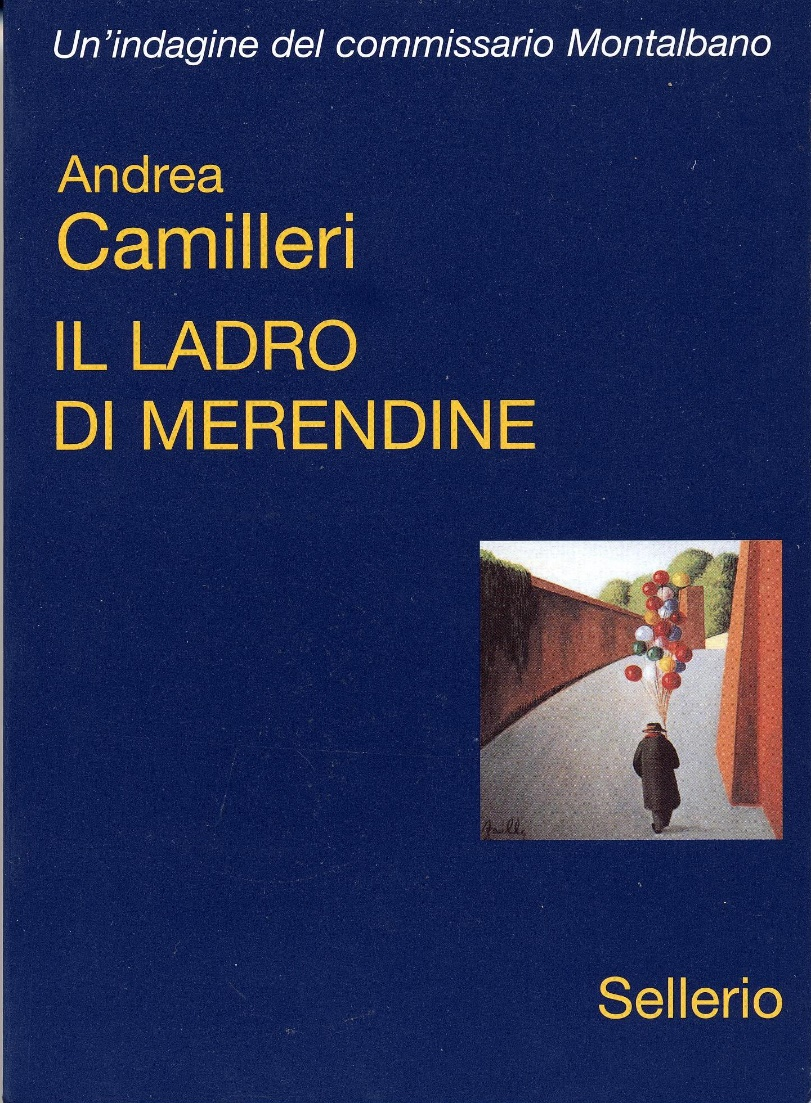 Un'indagine del commissario Montalbano
Andrea
Camilleri
IL LADRO
DI MERENDINE
Sellerio